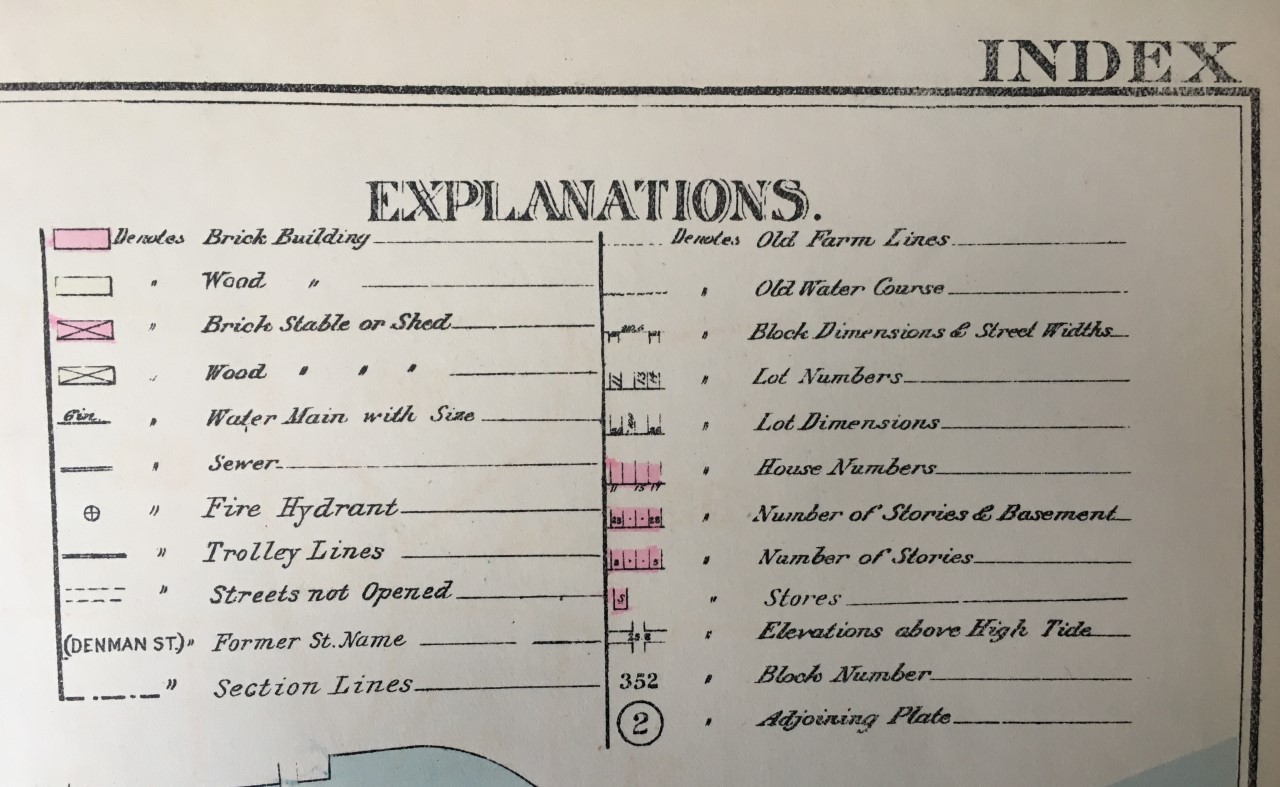 INDEX
EXPLANATIONS.
Denotes Brick Building
" Wood "
" Brick Stable or Shed
" Wood " " "
6in. " Water Main with Size
" Sewer
" Fire Hydrant
" Trolley Lines
" Streets not Opened
(DENMAN ST.) " Former St. Name
" Section Lines
Denotes Old Farm Lines
" Old Water Course
" Block Dimensions & Street Widths
" Lot Numbers
" Lot Dimensions
" House Numbers
11 15 17
" Number of Stories & Basement
" Number of Stories
S " Stores
" Elevations above High Tide
352 " Block Number
2 " Adjoining Plate